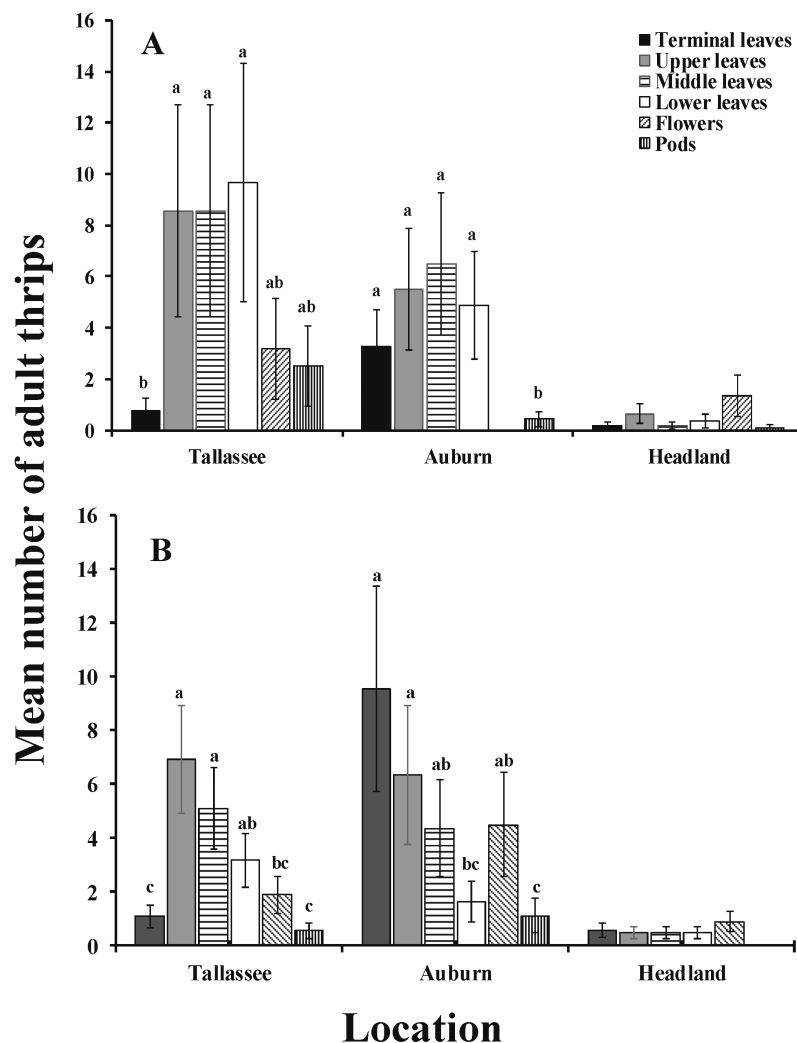 Mean number of adult thrips
A
16
14
12
10
8
6
4
2
0
Terminal leaves
Upper leaves
Middle leaves
Lower leaves
Flowers
Pods
b
a
a
a
ab
ab
a
a
a
a
b
Tallassee Auburn Headland
B
16
14
12
10
8
6
4
2
0
c
a
a
ab
bc
c
a
a
ab
bc
ab
c
Tallassee Auburn Headland
Location